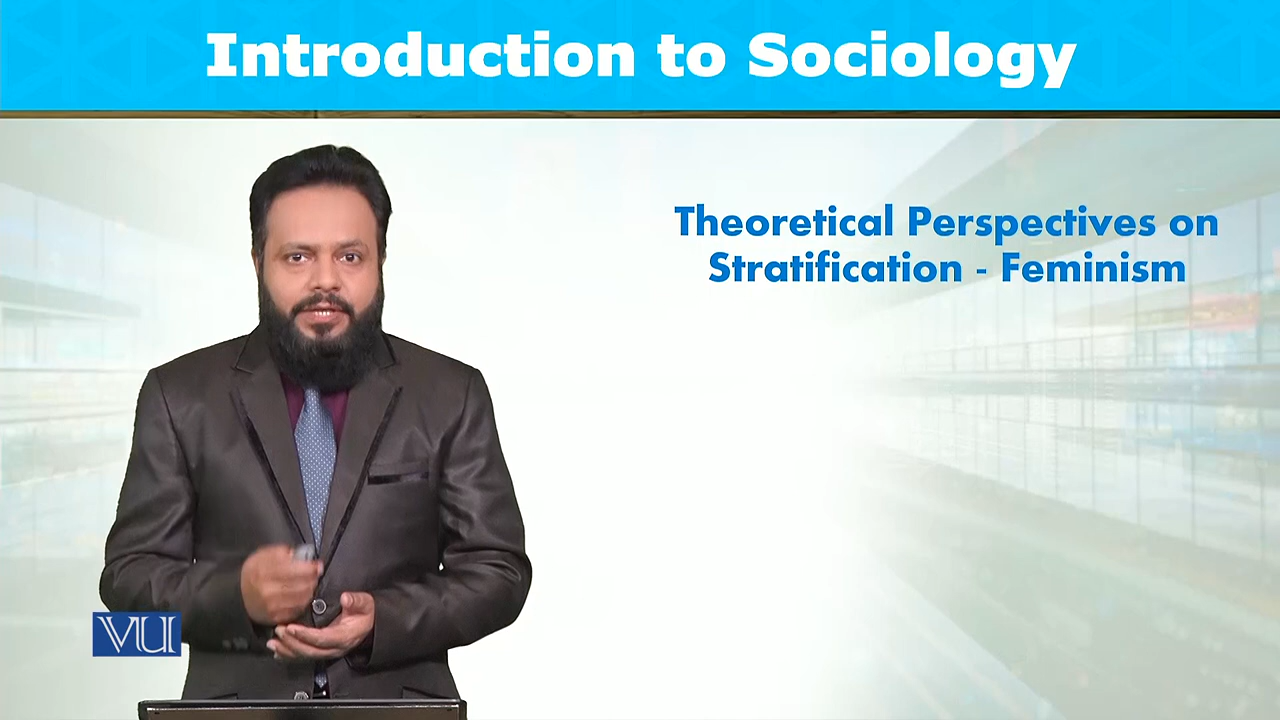 Introduction to Sociology
Theoretical Perspectives on
Stratification - Feminism
VU